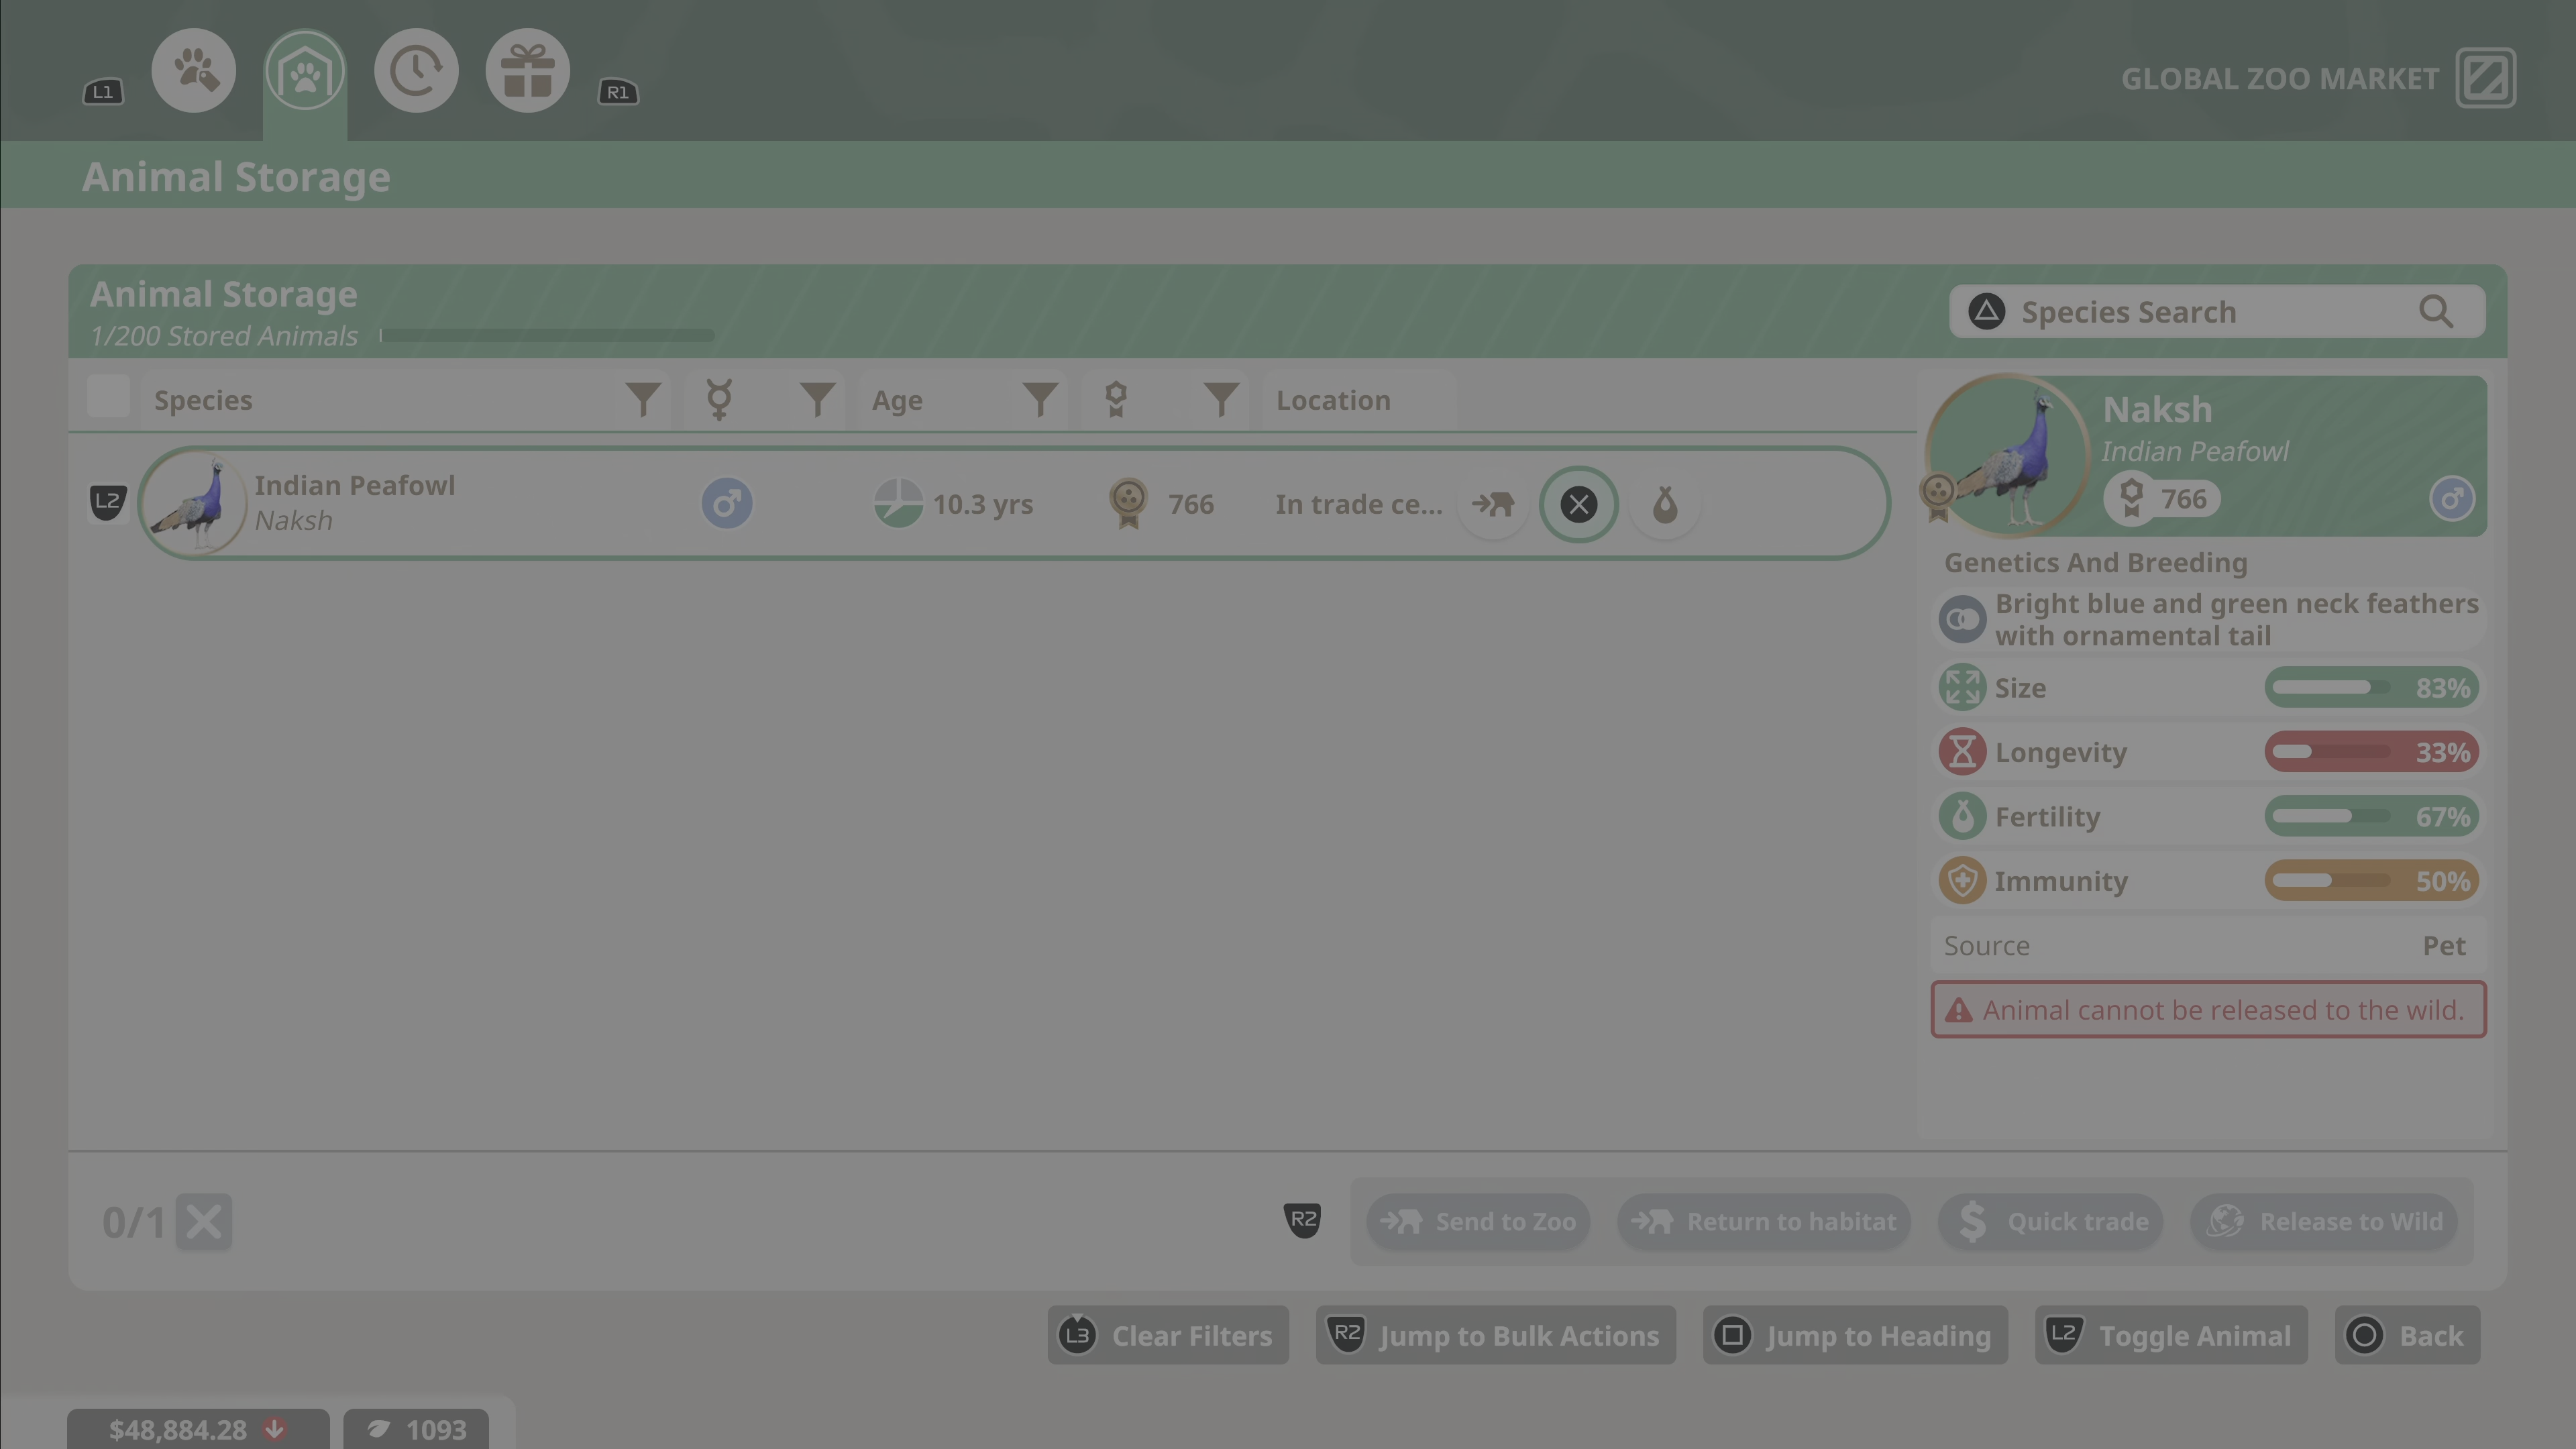 L1
R1
GLOBAL ZOO MARKET
Animal Storage
Animal Storage
1/200 Stored Animals
Species Search
Species
Age
Location
L2
Indian Peafowl
Naksh
10.3 yrs
766
In trade ce...
Naksh
Indian Peafowl
766
Genetics And Breeding
Bright blue and green neck feathers
with ornamental tail
Size
83%
Longevity
33%
Fertility
67%
Immunity
50%
Source
Pet
Animal cannot be released to the wild.
0/1
R2
Send to Zoo
Return to habitat
Quick trade
Release to Wild
L3 Clear Filters
R2 Jump to Bulk Actions
Jump to Heading
L2 Toggle Animal
Back
$48,884.28
1093